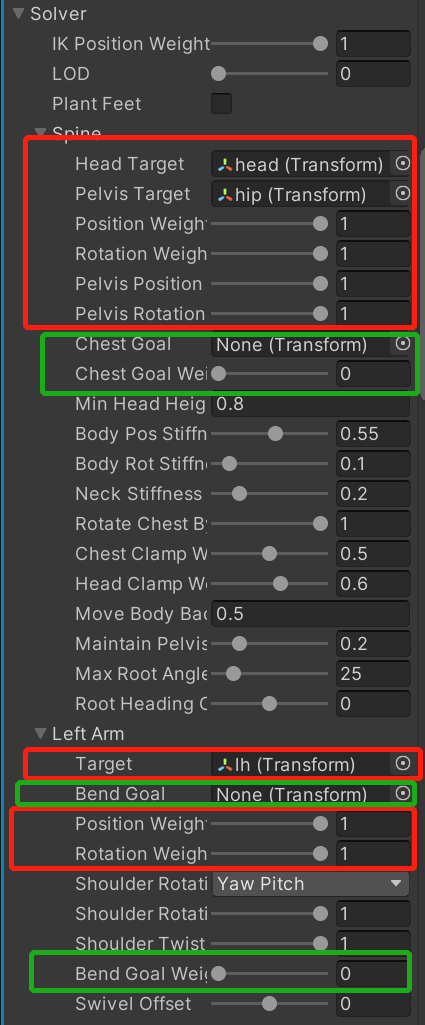 Solver
IK Position Weight 1
LOD 0
Plant Feet
Spine
Head Target head (Transform)
Pelvis Target hip (Transform)
Position Weigh 1
Rotation Weigh 1
Pelvis Position 1
Pelvis Rotation 1
Chest Goal None (Transform)
Chest Goal Wei 0
Min Head Heig 0.8
Body Pos Stiffn 0.55
Body Rot Stiffn 0.1
Neck Stiffness 0.2
Rotate Chest By 1
Chest Clamp W 0.5
Head Clamp We 0.6
Move Body Bac 0.5
Maintain Pelvis 0.2
Max Root Angle 25
Root Heading O 0
Left Arm
Target lh (Transform)
Bend Goal None (Transform)
Position Weigh 1
Rotation Weigh 1
Shoulder Rotati Yaw Pitch
Shoulder Rotati 1
Shoulder Twist 1
Bend Goal Weig 0
Swivel Offset 0